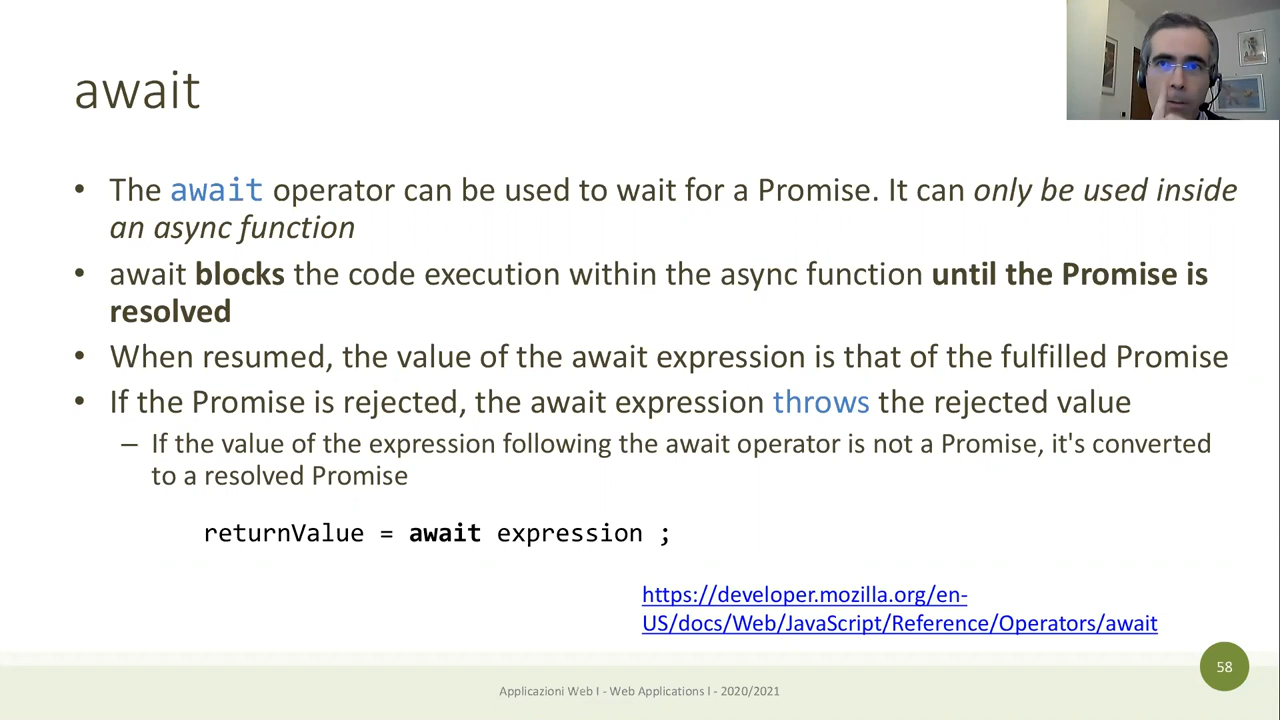 await
• The await operator can be used to wait for a Promise. It can only be used inside
an async function
• await blocks the code execution within the async function until the Promise is
resolved
• When resumed, the value of the await expression is that of the fulfilled Promise
• If the Promise is rejected, the await expression throws the rejected value
– If the value of the expression following the await operator is not a Promise, it's converted
to a resolved Promise
returnValue = await expression ;
https://developer.mozilla.org/en-
US/docs/Web/JavaScript/Reference/Operators/await
58
Applicazioni Web I - Web Applications I - 2020/2021